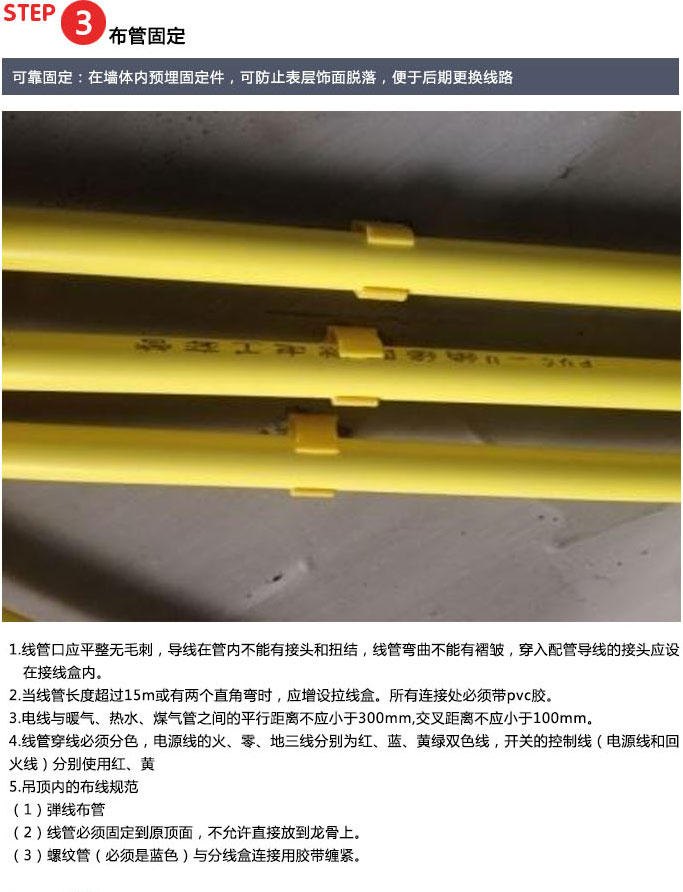 STEP 3 布管固定
可靠固定：在墙体内预埋固定件，可防止表层饰面脱落，便于后期更换线路
1.线管口应平整无毛刺，导线在管内不能有接头和扭结，线管弯曲不能有褶皱，穿入配管导线的接头应设
在接线盒内。
2.当线管长度超过15m或有两个直角弯时，应增设拉线盒。所有连接处必须带pvc胶。
3.电线与暖气、热水、煤气管之间的平行距离不应小于300mm,交叉距离不应小于100mm。
4.线管穿线必须分色，电源线的火、零、地三线分别为红、蓝、黄绿双色线，开关的控制线（电源线和回
火线）分别使用红、黄
5.吊顶内的布线规范
（1）弹线布管
（2）线管必须固定到原顶面，不允许直接放到龙骨上。
（3）螺纹管（必须是蓝色）与分线盒连接用胶带缠紧。